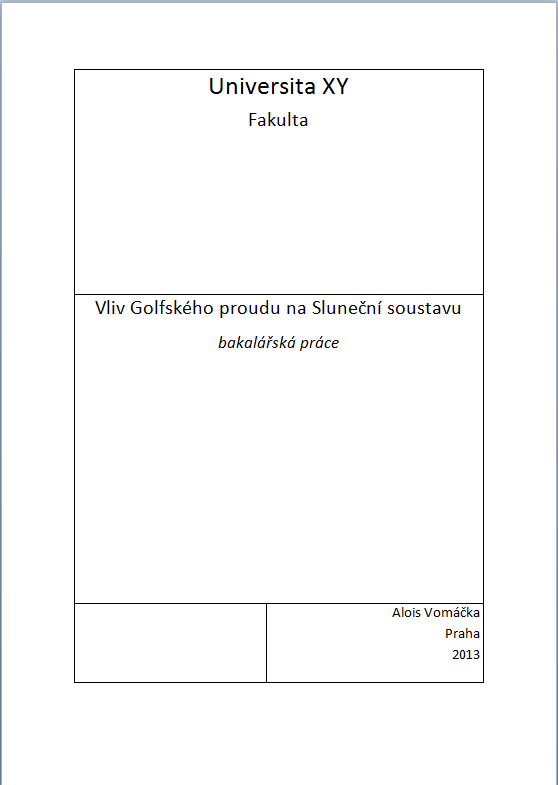 Universita XY
Fakulta
Vliv Golfského proudu na Sluneční soustavu
bakalářská práce
Alois Vomáčka
Praha
2013